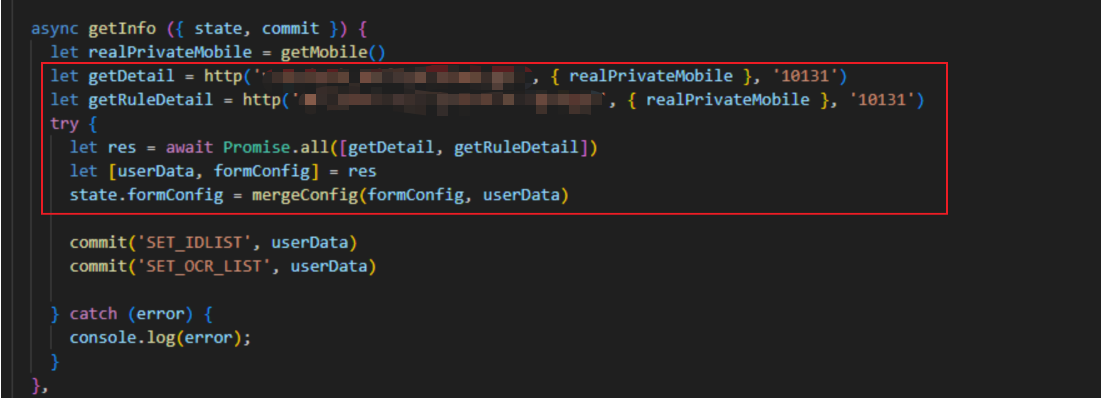 async getInfo ({ state, commit }) {
let realPrivateMobile = getMobile()
let getDetail = http(' , { realPrivateMobile }, '10131')
let getRuleDetail = http(' ', { realPrivateMobile }, '10131')
try {
let res = await Promise.all([getDetail, getRuleDetail])
let [userData, formConfig] = res
state.formConfig = mergeConfig(formConfig, userData)
commit('SET_IDLIST', userData)
commit('SET_OCR_LIST', userData)
} catch (error) {
console.log(error);
}
},